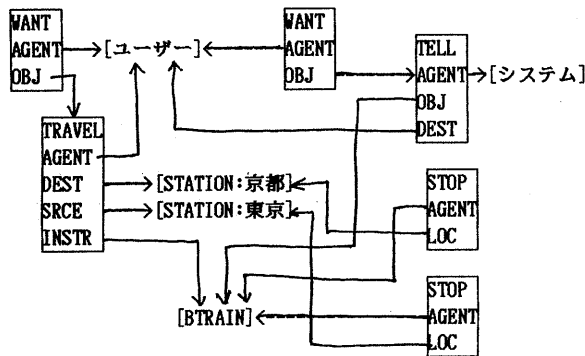 WANT
AGENT
OBJ
[ユーザー]
WANT
AGENT
OBJ
TELL
AGENT
OBJ
DEST
[システム]
TRAVEL
AGENT
DEST
SRCE
INSTR
[STATION:京都]
[STATION:東京]
STOP
AGENT
LOC
[BTRAIN]
STOP
AGENT
LOC